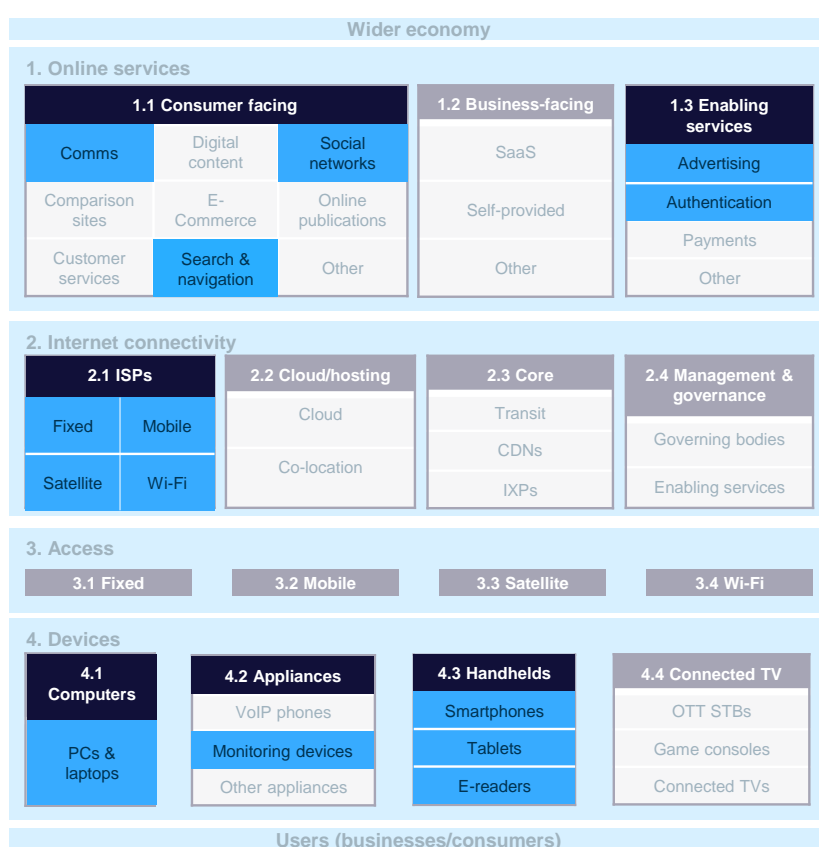 Wider economy
1. Online services
1.1 Consumer facing
Comms
Digital
content
Social
networks
Comparison
sites
E-
Commerce
Online
publications
Customer
services
Search &
navigation
Other
1.2 Business-facing
SaaS
Self-provided
Other
1.3 Enabling
services
Advertising
Authentication
Payments
Other
2. Internet connectivity
2.1 ISPs
Fixed
Mobile
Satellite
Wi-Fi
2.2 Cloud/hosting
Cloud
Co-location
2.3 Core
Transit
CDNs
IXPs
2.4 Management &
governance
Governing bodies
Enabling services
3. Access
3.1 Fixed
3.2 Mobile
3.3 Satellite
3.4 Wi-Fi
4. Devices
4.1
Computers
PCs &
laptops
4.2 Appliances
VoIP phones
Monitoring devices
Other appliances
4.3 Handhelds
Smartphones
Tablets
E-readers
4.4 Connected TV
OTT STBs
Game consoles
Connected TVs
Users (businesses/consumers)